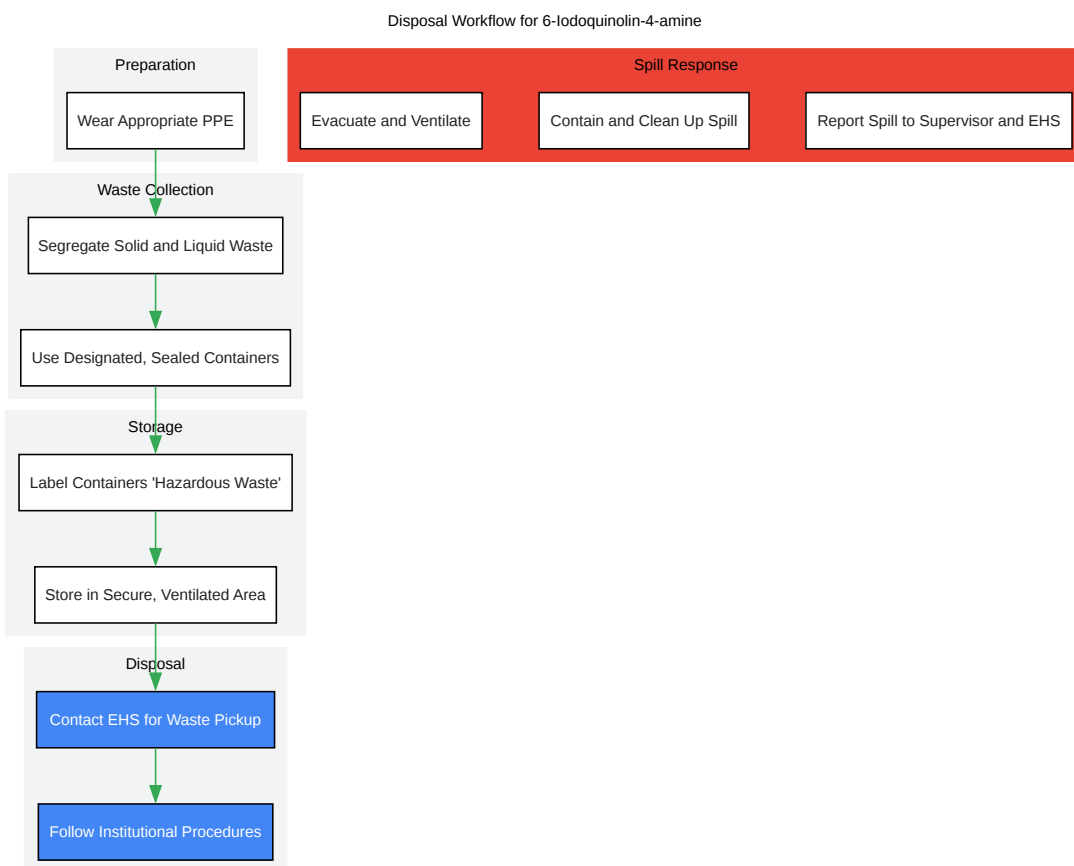 Disposal Workflow for 6-Iodoquinolin-4-amine
Preparation
Wear Appropriate PPE
Spill Response
Evacuate and Ventilate
Contain and Clean Up Spill
Report Spill to Supervisor and EHS
Waste Collection
Segregate Solid and Liquid Waste
Use Designated, Sealed Containers
Storage
Label Containers 'Hazardous Waste'
Store in Secure, Ventilated Area
Disposal
Contact EHS for Waste Pickup
Follow Institutional Procedures